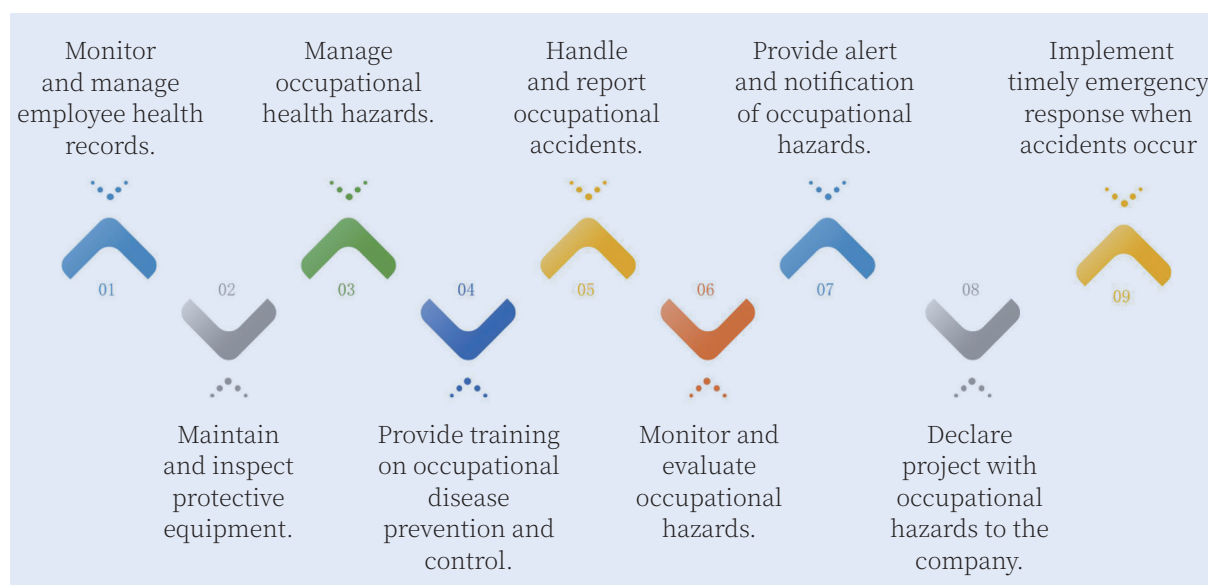 Monitor
and manage
employee health
records.
01
02
Maintain
and inspect
protective
equipment.
Manage
occupational
health hazards.
03
04
Provide training
on occupational
disease
prevention and
control.
Handle
and report
occupational
accidents.
05
06
Monitor and
evaluate
occupational
hazards.
Provide alert
and notification
of occupational
hazards.
07
08
Declare
project with
occupational
hazards to the
company.
Implement
timely emergency
response when
accidents occur
09